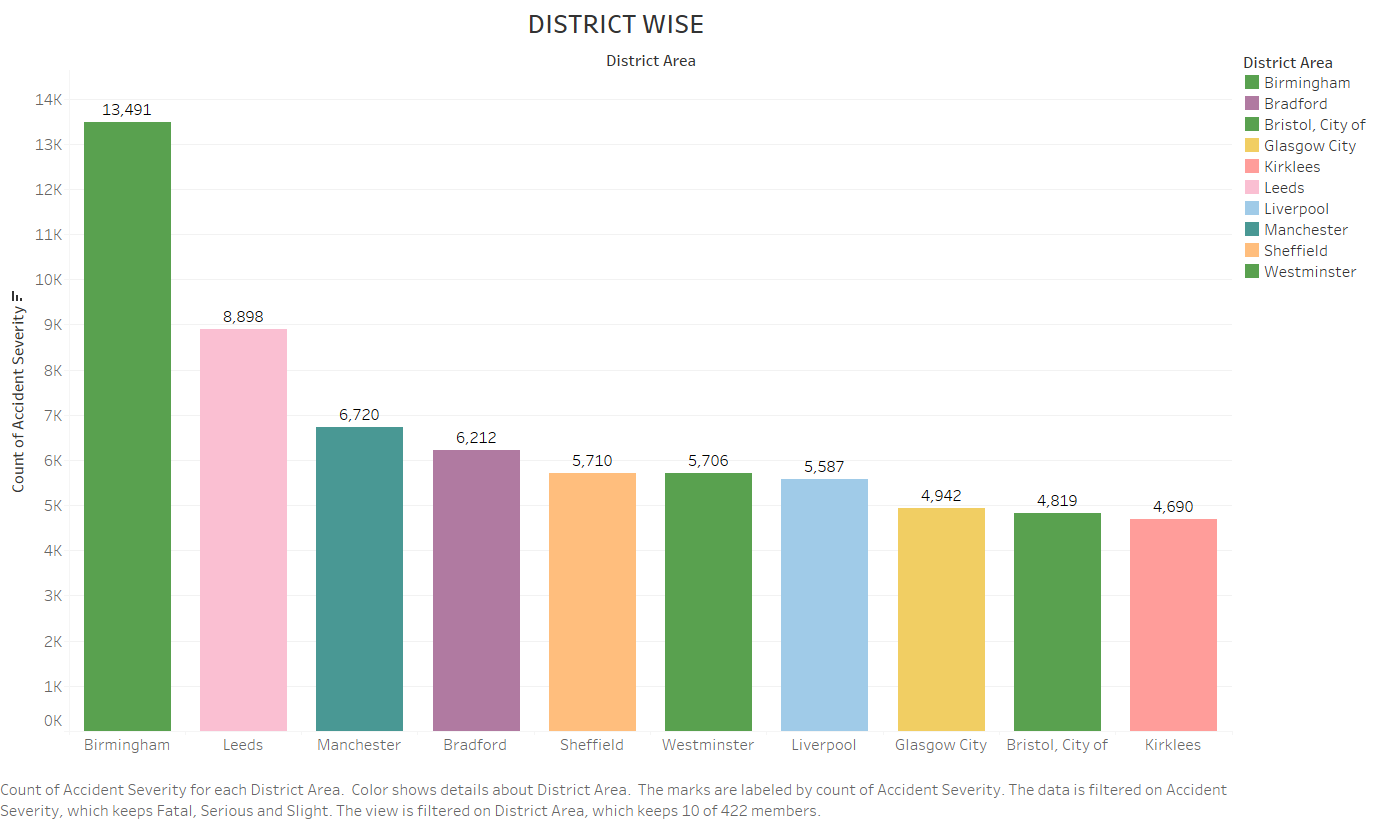 DISTRICT WISE
District Area
Count of Accident Severity
14K
13K
12K
11K
10K
9K
8K
7K
6K
5K
4K
3K
2K
1K
0K
13,491
8,898
6,720
6,212
5,710
5,706
5,587
4,942
4,819
4,690
Birmingham
Leeds
Manchester
Bradford
Sheffield
Westminster
Liverpool
Glasgow City
Bristol, City of
Kirklees
District Area
Birmingham
Bradford
Bristol, City of
Glasgow City
Kirklees
Leeds
Liverpool
Manchester
Sheffield
Westminster
Count of Accident Severity for each District Area. Color shows details about District Area. The marks are labeled by count of Accident Severity. The data is filtered on Accident
Severity, which keeps Fatal, Serious and Slight. The view is filtered on District Area, which keeps 10 of 422 members.